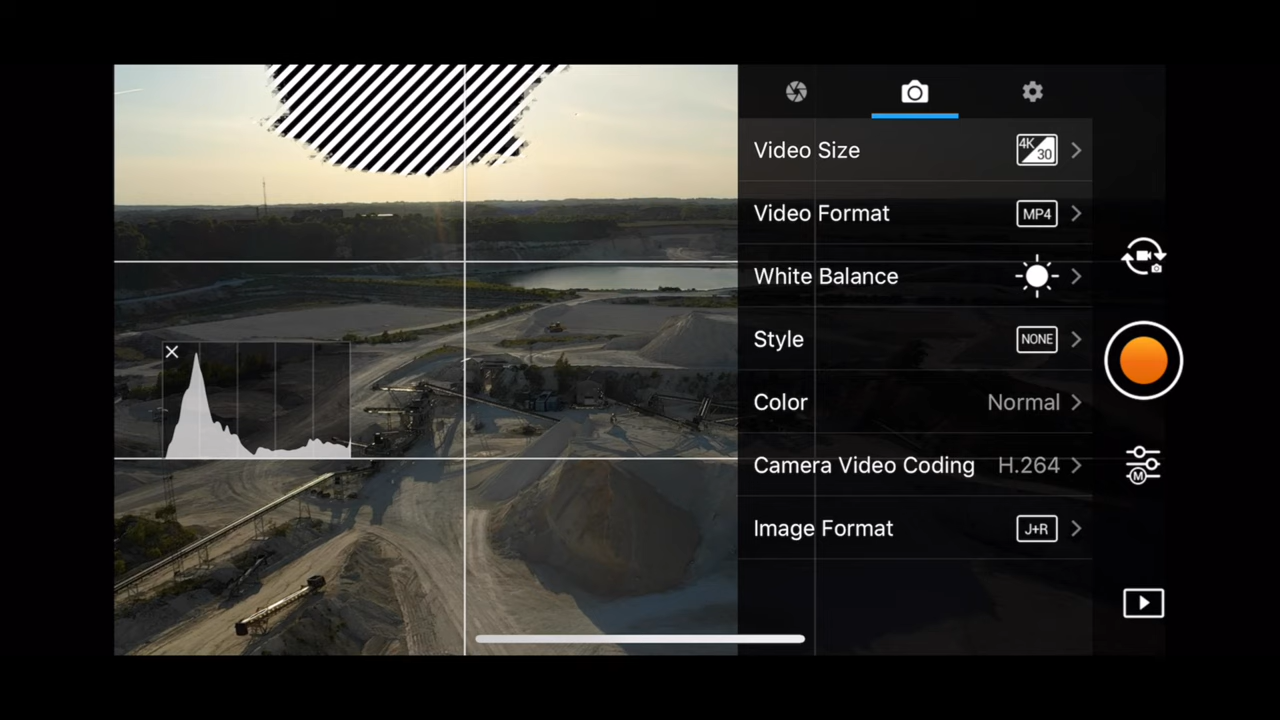 Video Size 4K 30
Video Format MP4
White Balance
Style NONE
Color Normal
Camera Video Coding H.264
M
Image Format J+R